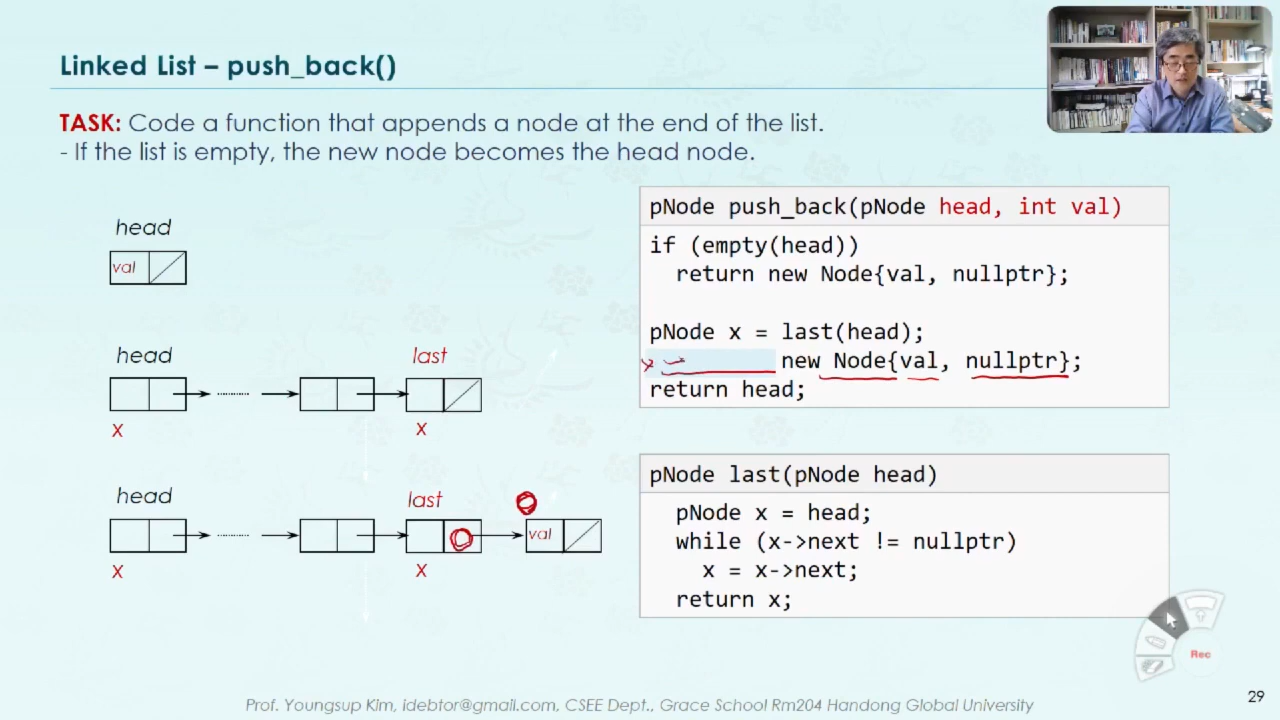 Linked List – push_back()
TASK: Code a function that appends a node at the end of the list.
- If the list is empty, the new node becomes the head node.
head
val
head
last
x
x
head
last
val
x
x
pNode push_back(pNode head, int val)
if (empty(head))
return new Node{val, nullptr};
pNode x = last(head);
x new Node{val, nullptr};
return head;
pNode last(pNode head)
pNode x = head;
while (x->next != nullptr)
x = x->next;
return x;
Rec
Prof. Youngsup Kim, idebtor@gmail.com, CSEE Dept., Grace School Rm204 Handong Global University
29